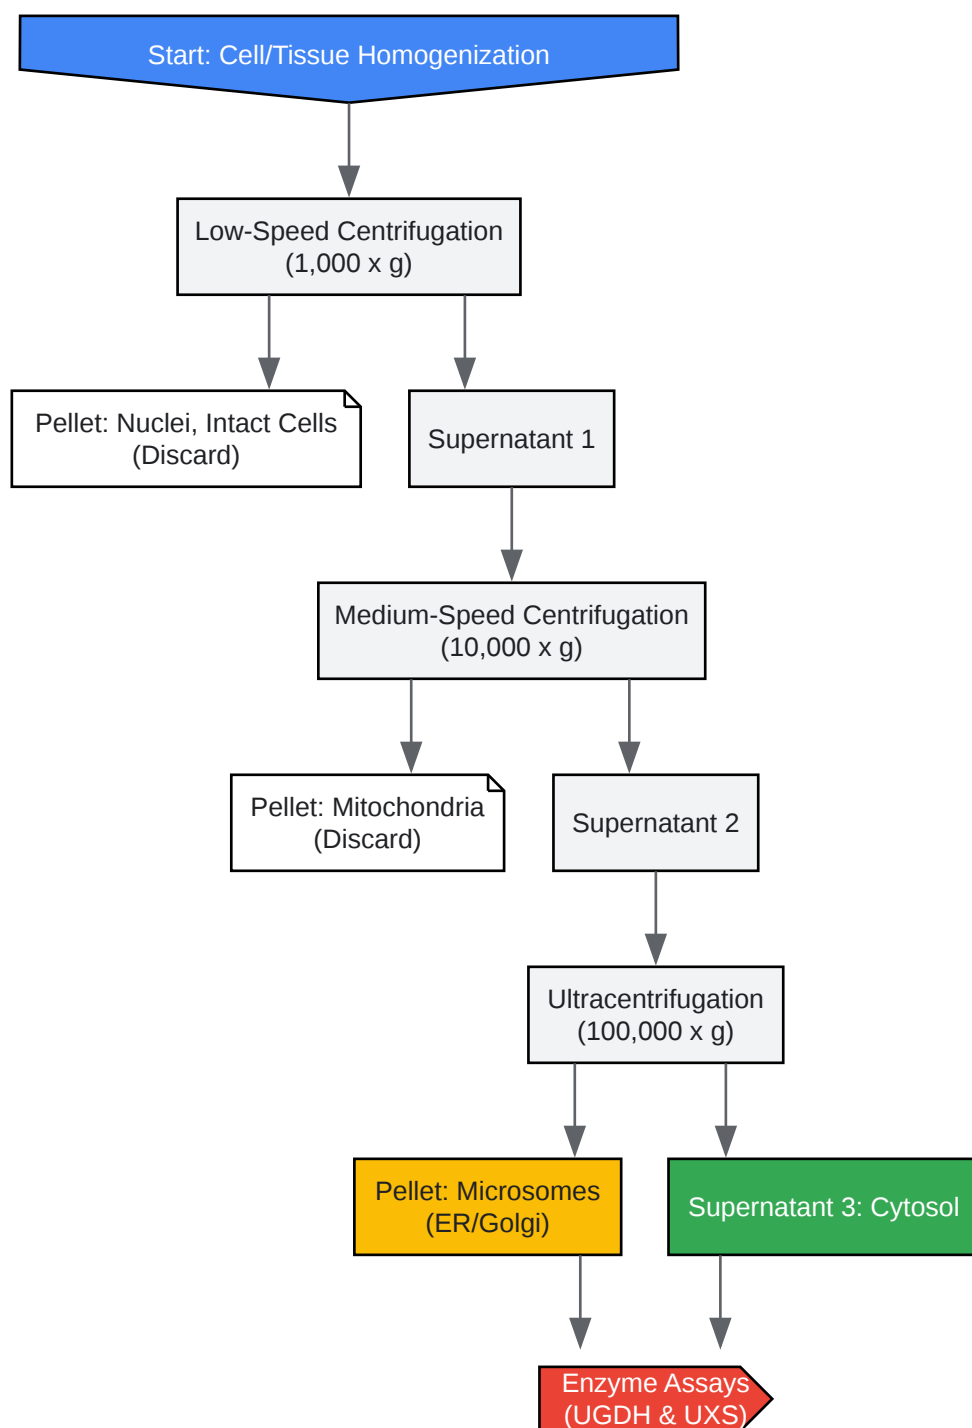 Start: Cell/Tissue Homogenization
Low-Speed Centrifugation
(1,000 x g)
Pellet: Nuclei, Intact Cells
(Discard)
Supernatant 1
Medium-Speed Centrifugation
(10,000 x g)
Pellet: Mitochondria
(Discard)
Supernatant 2
Ultracentrifugation
(100,000 x g)
Pellet: Microsomes
(ER/Golgi)
Supernatant 3: Cytosol
Enzyme Assays
(UGDH & UXS)